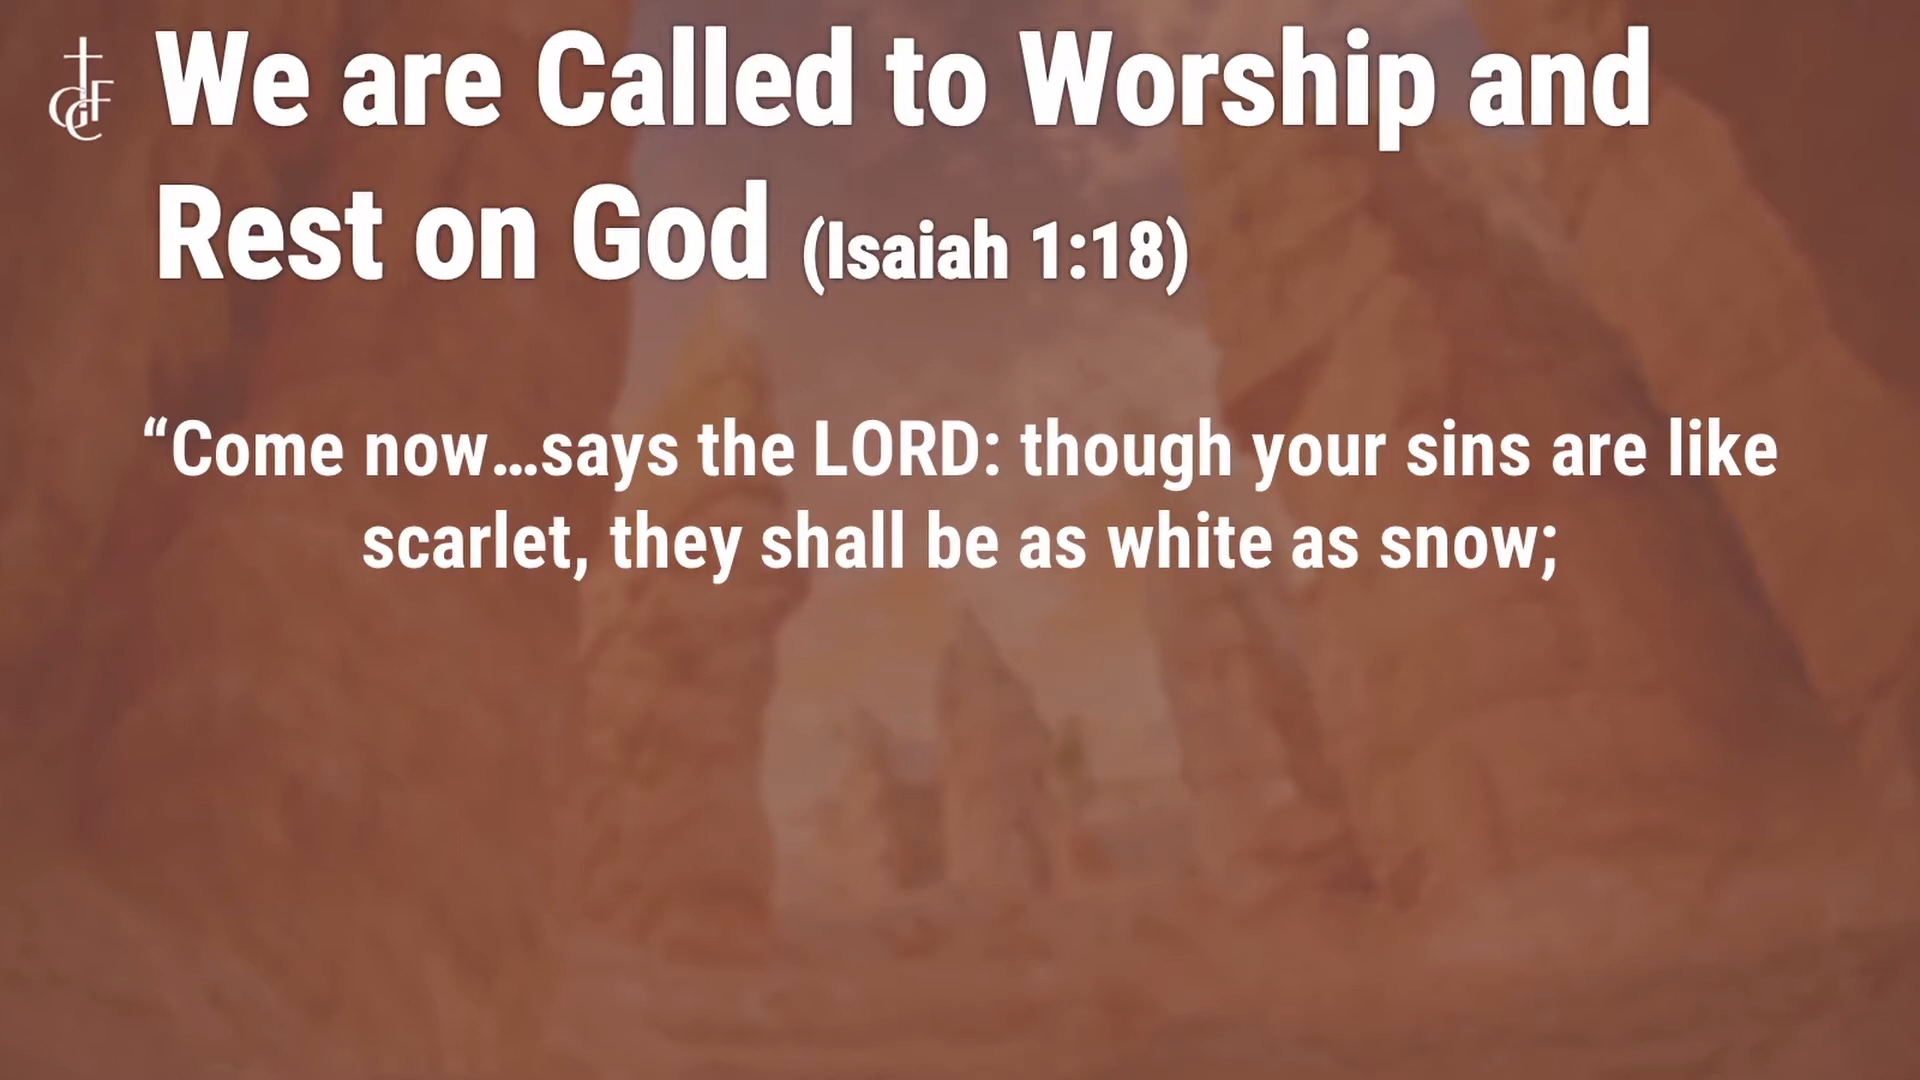 We are Called to Worship and
Rest on God (Isaiah 1:18)
“Come now…says the LORD: though your sins are like
scarlet, they shall be as white as snow;